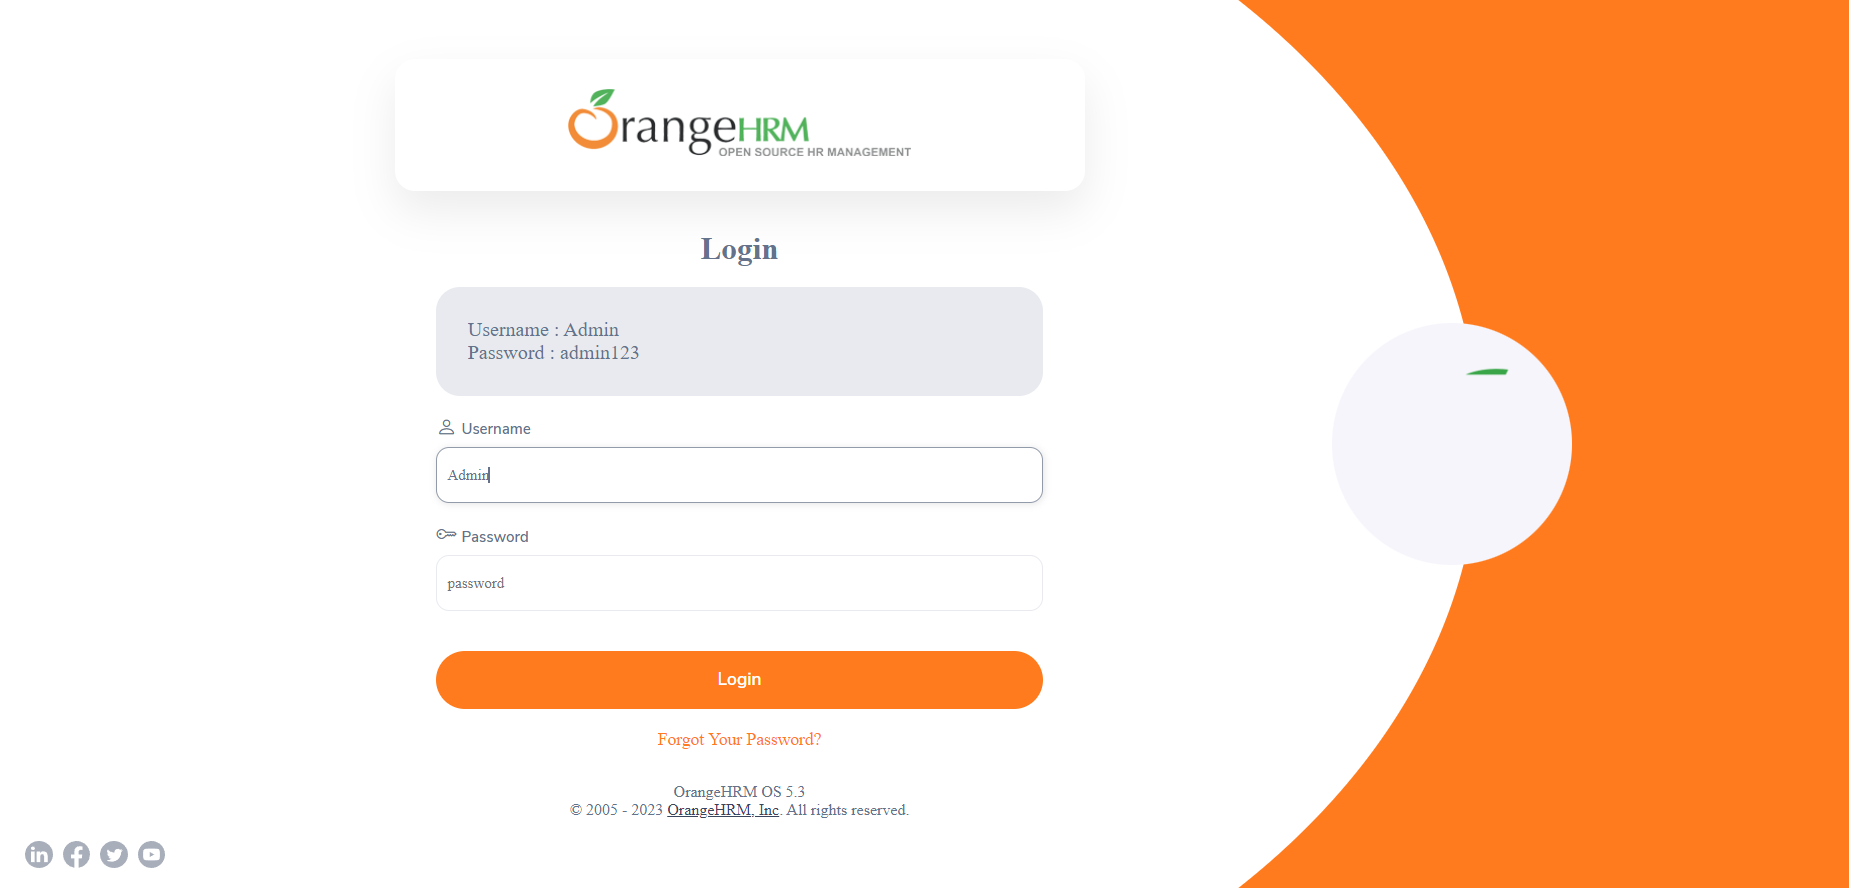 OrangeHRM
OPEN SOURCE HR MANAGEMENT
Login
Username : Admin
Password : admin123
Username
Admin
Password
password
Login
Forgot Your Password?
OrangeHRM OS 5.3
© 2005 - 2023 OrangeHRM, Inc. All rights reserved.